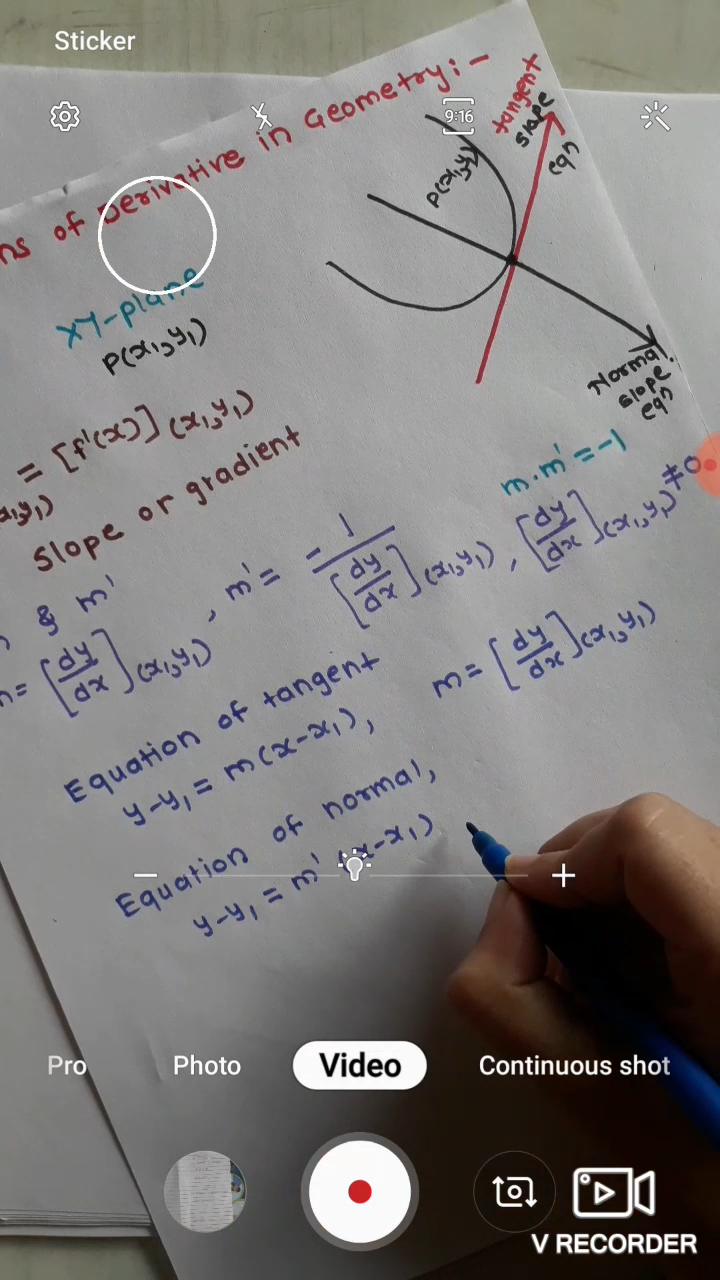 Sticker
9:16
ns of Derivative in Geometry:-
tangent
slope
eqn
P(x1,y1)
XY-plane
P(x1,y1)
Normal
slope
eqn
= [f'(x)](x1,y1)
x1,y1)
slope or gradient
m.m' = -1
& m'
= [dy/dx](x1,y1), m' = -1/[dy/dx](x1,y1), [dy/dx](x1,y1) ≠0
Equation of tangent
y-y1 = m(x-x1), m = [dy/dx](x1,y1)
Equation of normal,
y-y1 = m' (x-x1)
Pro Photo Video Continuous shot
V RECORDER